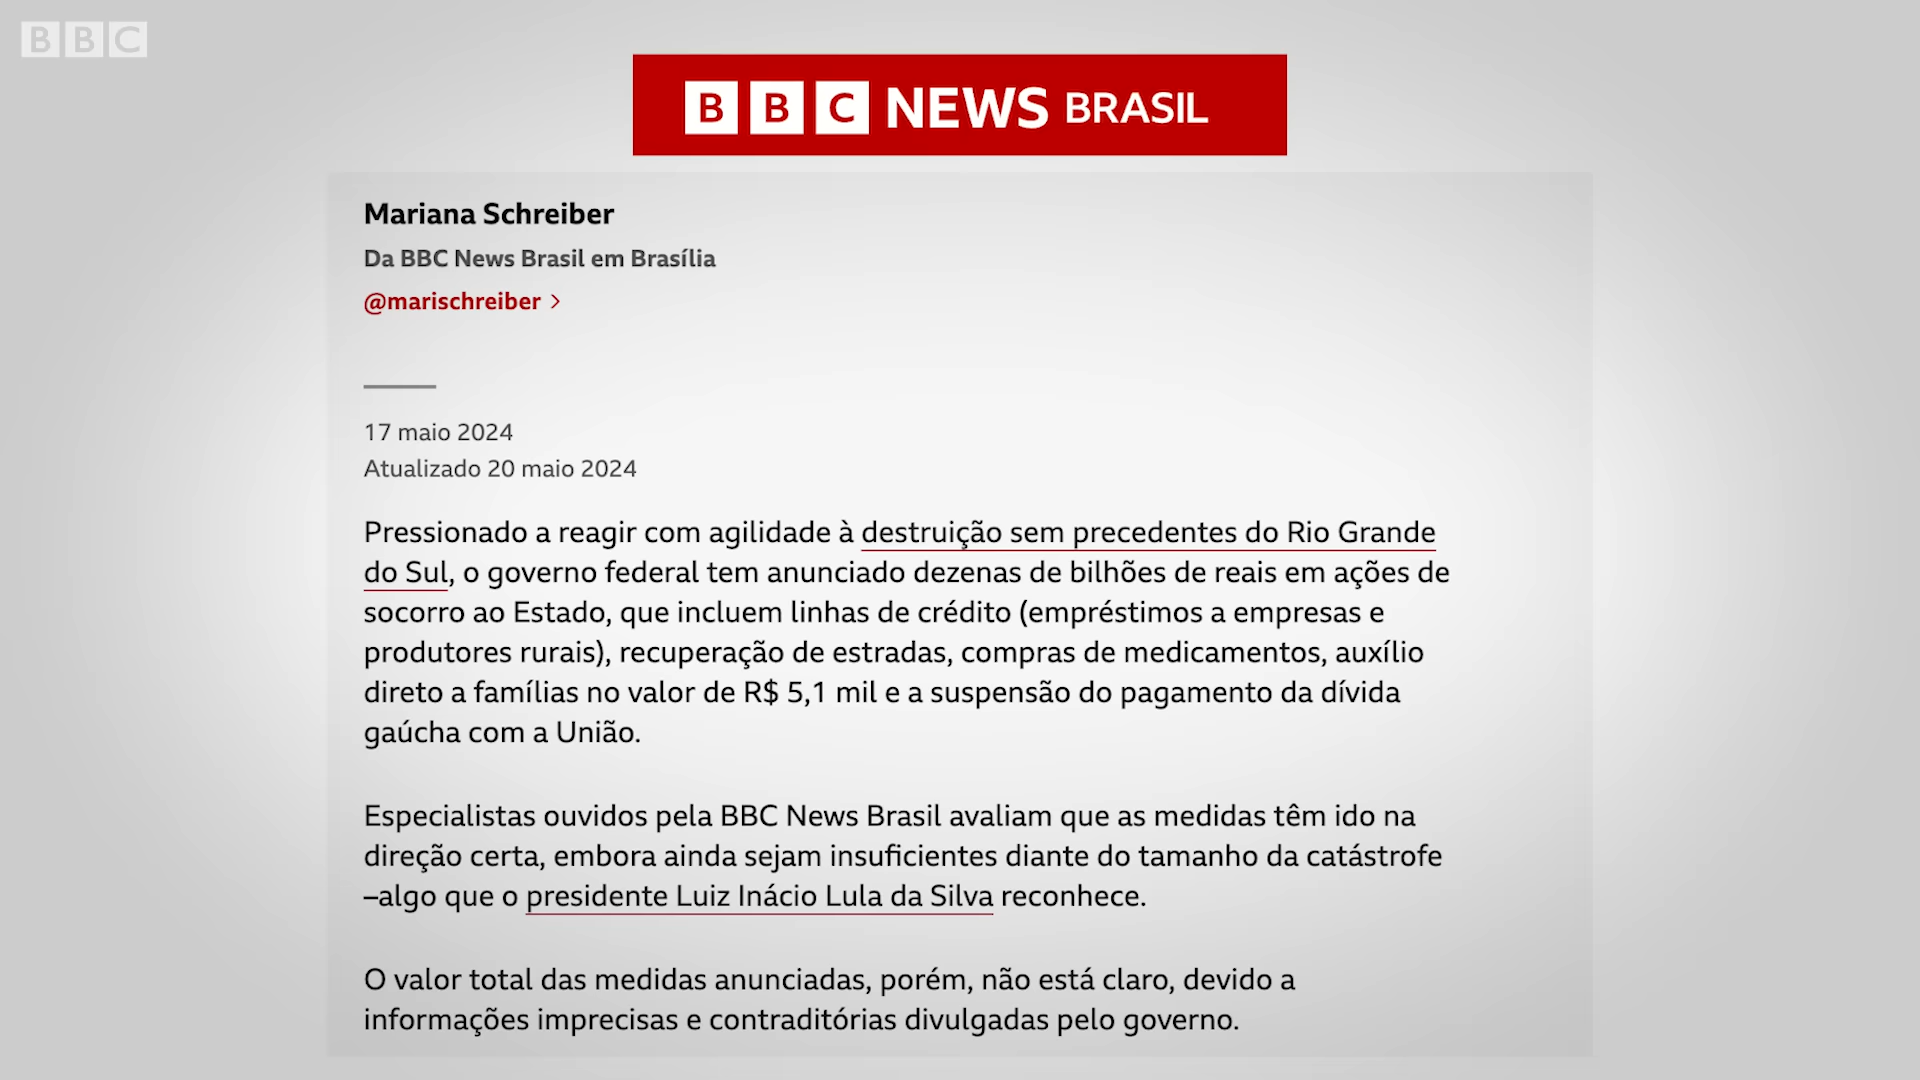 BBC
BBC NEWS BRASIL
Mariana Schreiber
Da BBC News Brasil em Brasília
@marischreiber >
17 maio 2024
Atualizado 20 maio 2024
Pressionado a reagir com agilidade à destruição sem precedentes do Rio Grande
do Sul, o governo federal tem anunciado dezenas de bilhões de reais em ações de
socorro ao Estado, que incluem linhas de crédito (empréstimos a empresas e
produtores rurais), recuperação de estradas, compras de medicamentos, auxílio
direto a famílias no valor de R$ 5,1 mil e a suspensão do pagamento da dívida
gaúcha com a União.
Especialistas ouvidos pela BBC News Brasil avaliam que as medidas têm ido na
direção certa, embora ainda sejam insuficientes diante do tamanho da catástrofe
–algo que o presidente Luiz Inácio Lula da Silva reconhece.
O valor total das medidas anunciadas, porém, não está claro, devido a
informações imprecisas e contraditórias divulgadas pelo governo.